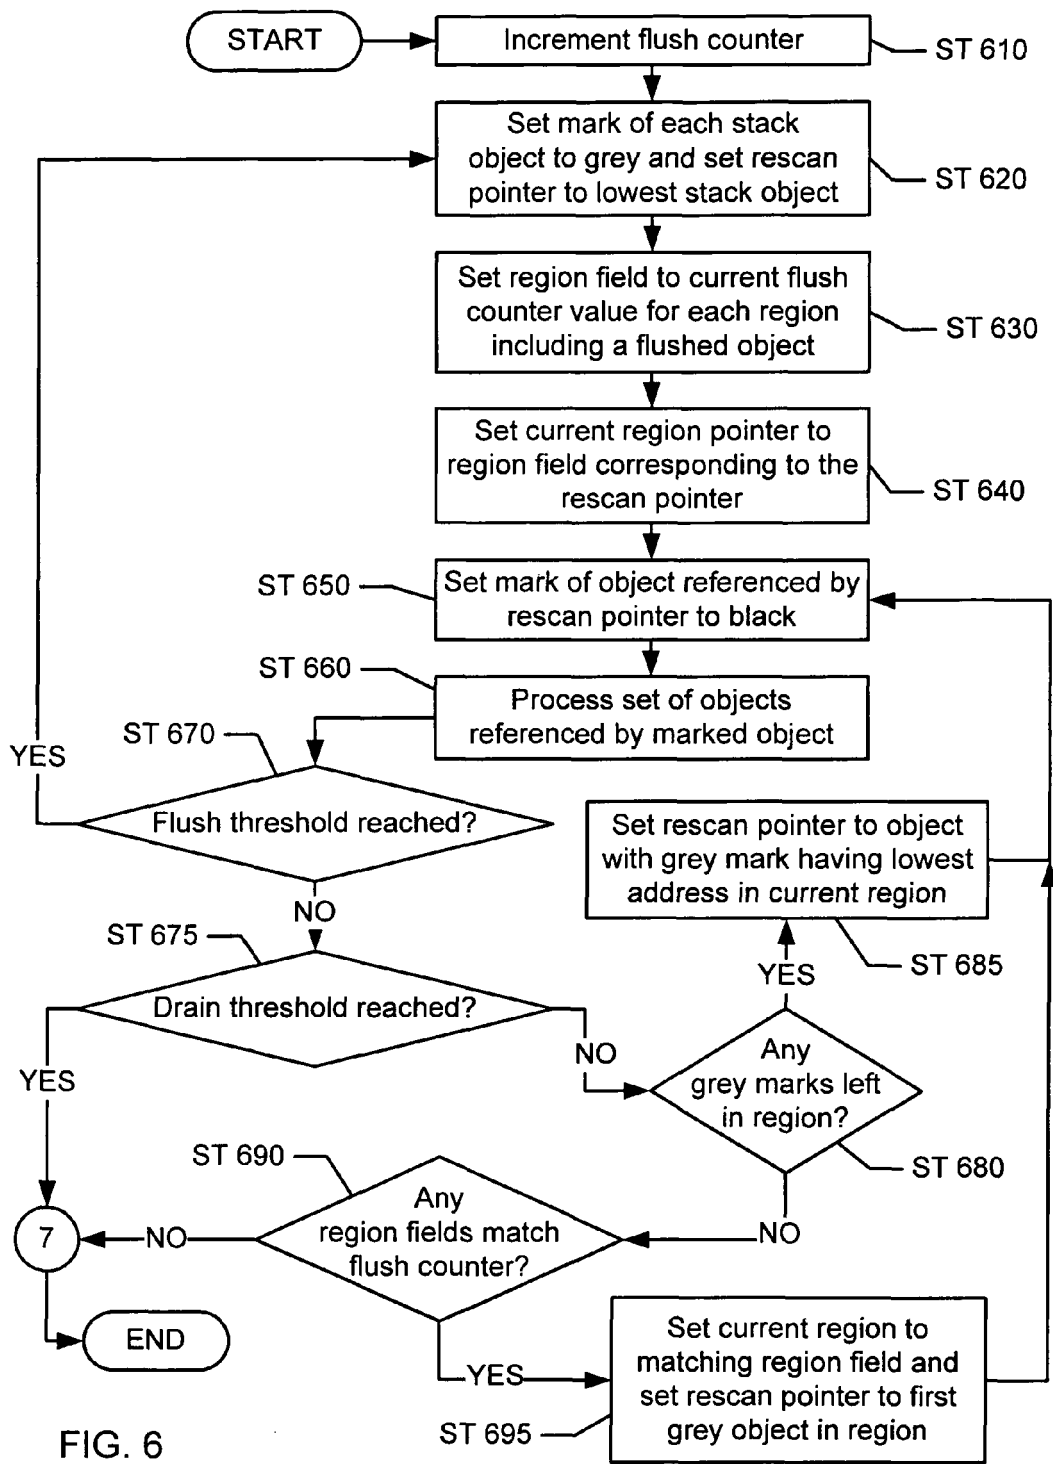 START
Increment flush counter
ST 610
Set mark of each stack
object to grey and set rescan
pointer to lowest stack object
ST 620
Set region field to current flush
counter value for each region
including a flushed object
ST 630
Set current region pointer to
region field corresponding to the
rescan pointer
ST 640
ST 650
Set mark of object referenced by
rescan pointer to black
ST 660
Process set of objects
referenced by marked object
ST 670
YES
Flush threshold reached?
NO
Set rescan pointer to object
with grey mark having lowest
address in current region
ST 685
YES
ST 675
Drain threshold reached?
YES
NO
Any
grey marks left
in region?
ST 680
NO
ST 690
Any
region fields match
flush counter?
NO
7
END
YES
Set current region to
matching region field and
set rescan pointer to first
grey object in region
ST 695
FIG. 6